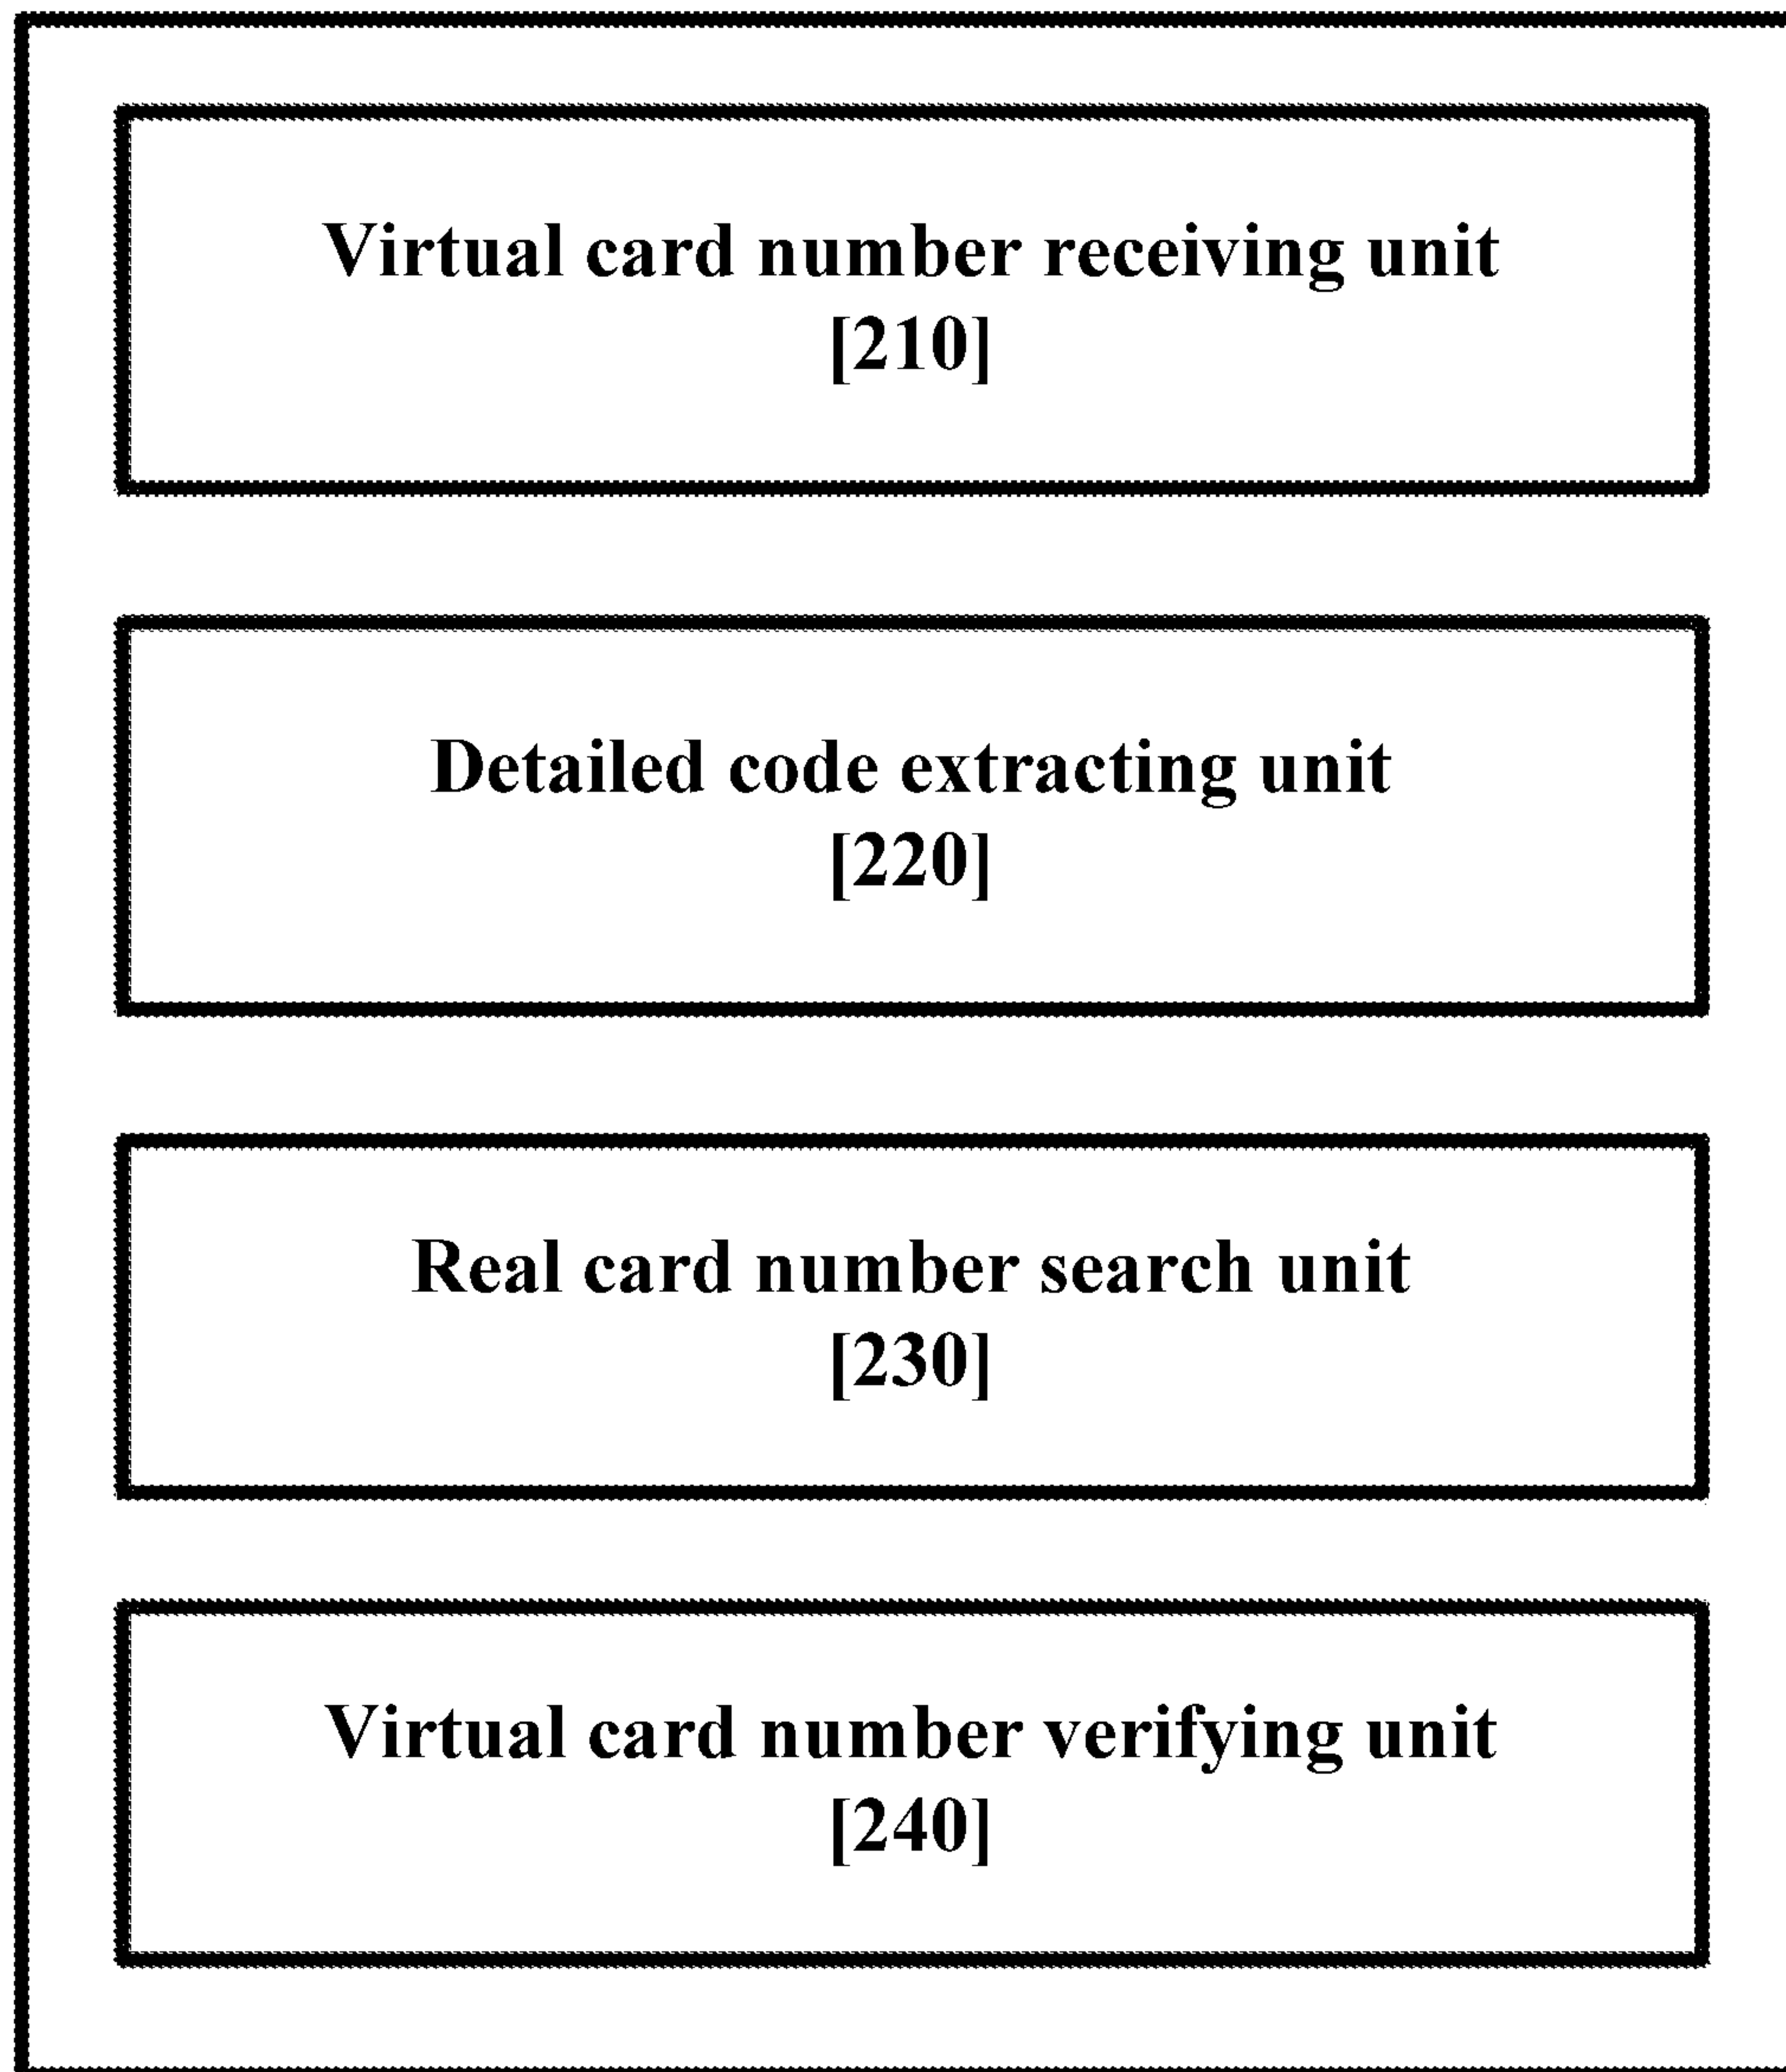 Virtual card number receiving unit
[210]
Detailed code extracting unit
[220]
Real card number search unit
[230]
Virtual card number verifying unit
[240]